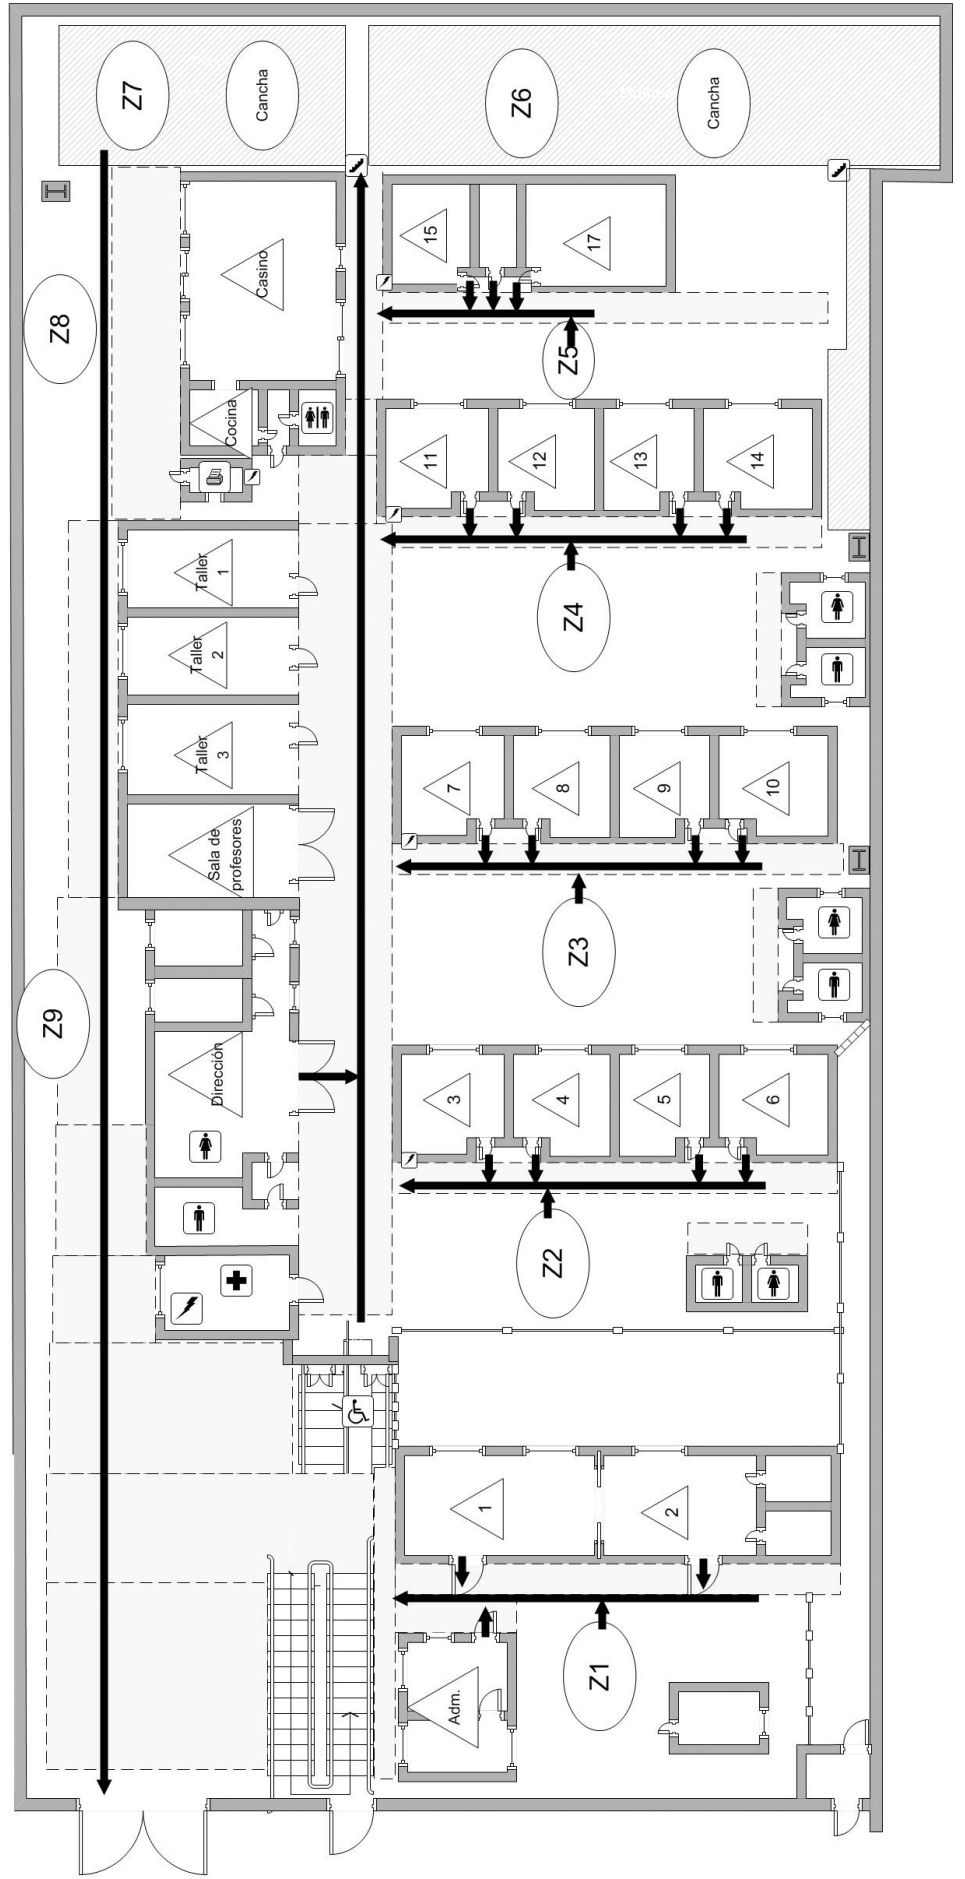 Z9
Z8
Z7
Dirección
Sala de
profesores
Taller
3
Taller
2
Taller
1
Cocina
Casino
Cancha
Adm.
1
3
7
11
15
Z2
4
8
12
Z6
Z1
Z3
Z4
Z5
17
2
5
9
13
6
10
14
Cancha